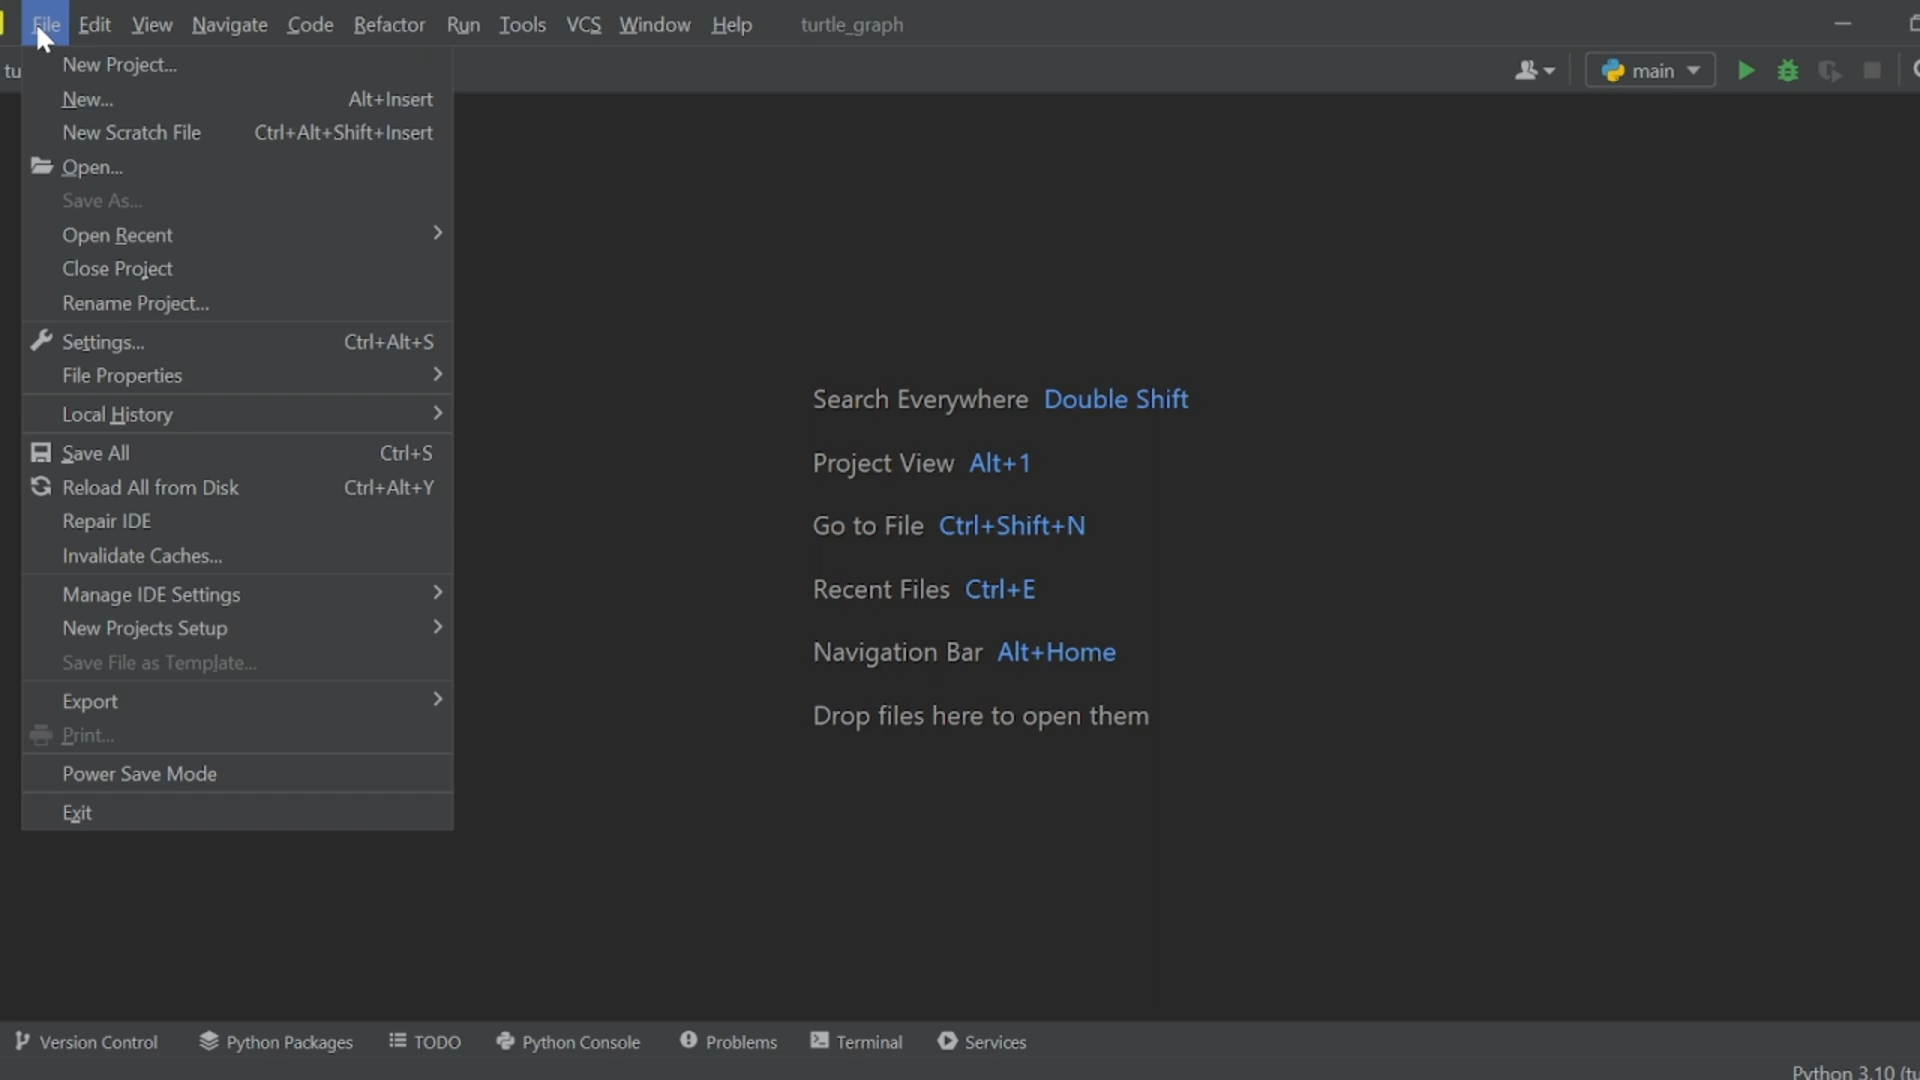 File Edit View Navigate Code Refactor Run Tools VCS Window Help turtle_graph
main
New Project...
New... Alt+Insert
New Scratch File Ctrl+Alt+Shift+Insert
Open...
Save As...
Open Recent
Close Project
Rename Project...
Settings... Ctrl+Alt+S
File Properties
Local History
Save All Ctrl+S
Reload All from Disk Ctrl+Alt+Y
Repair IDE
Invalidate Caches...
Manage IDE Settings
New Projects Setup
Save File as Template...
Export
Print...
Power Save Mode
Exit
Search Everywhere Double Shift
Project View Alt+1
Go to File Ctrl+Shift+N
Recent Files Ctrl+E
Navigation Bar Alt+Home
Drop files here to open them
Version Control Python Packages TODO Python Console Problems Terminal Services
Python 3.10 (tu